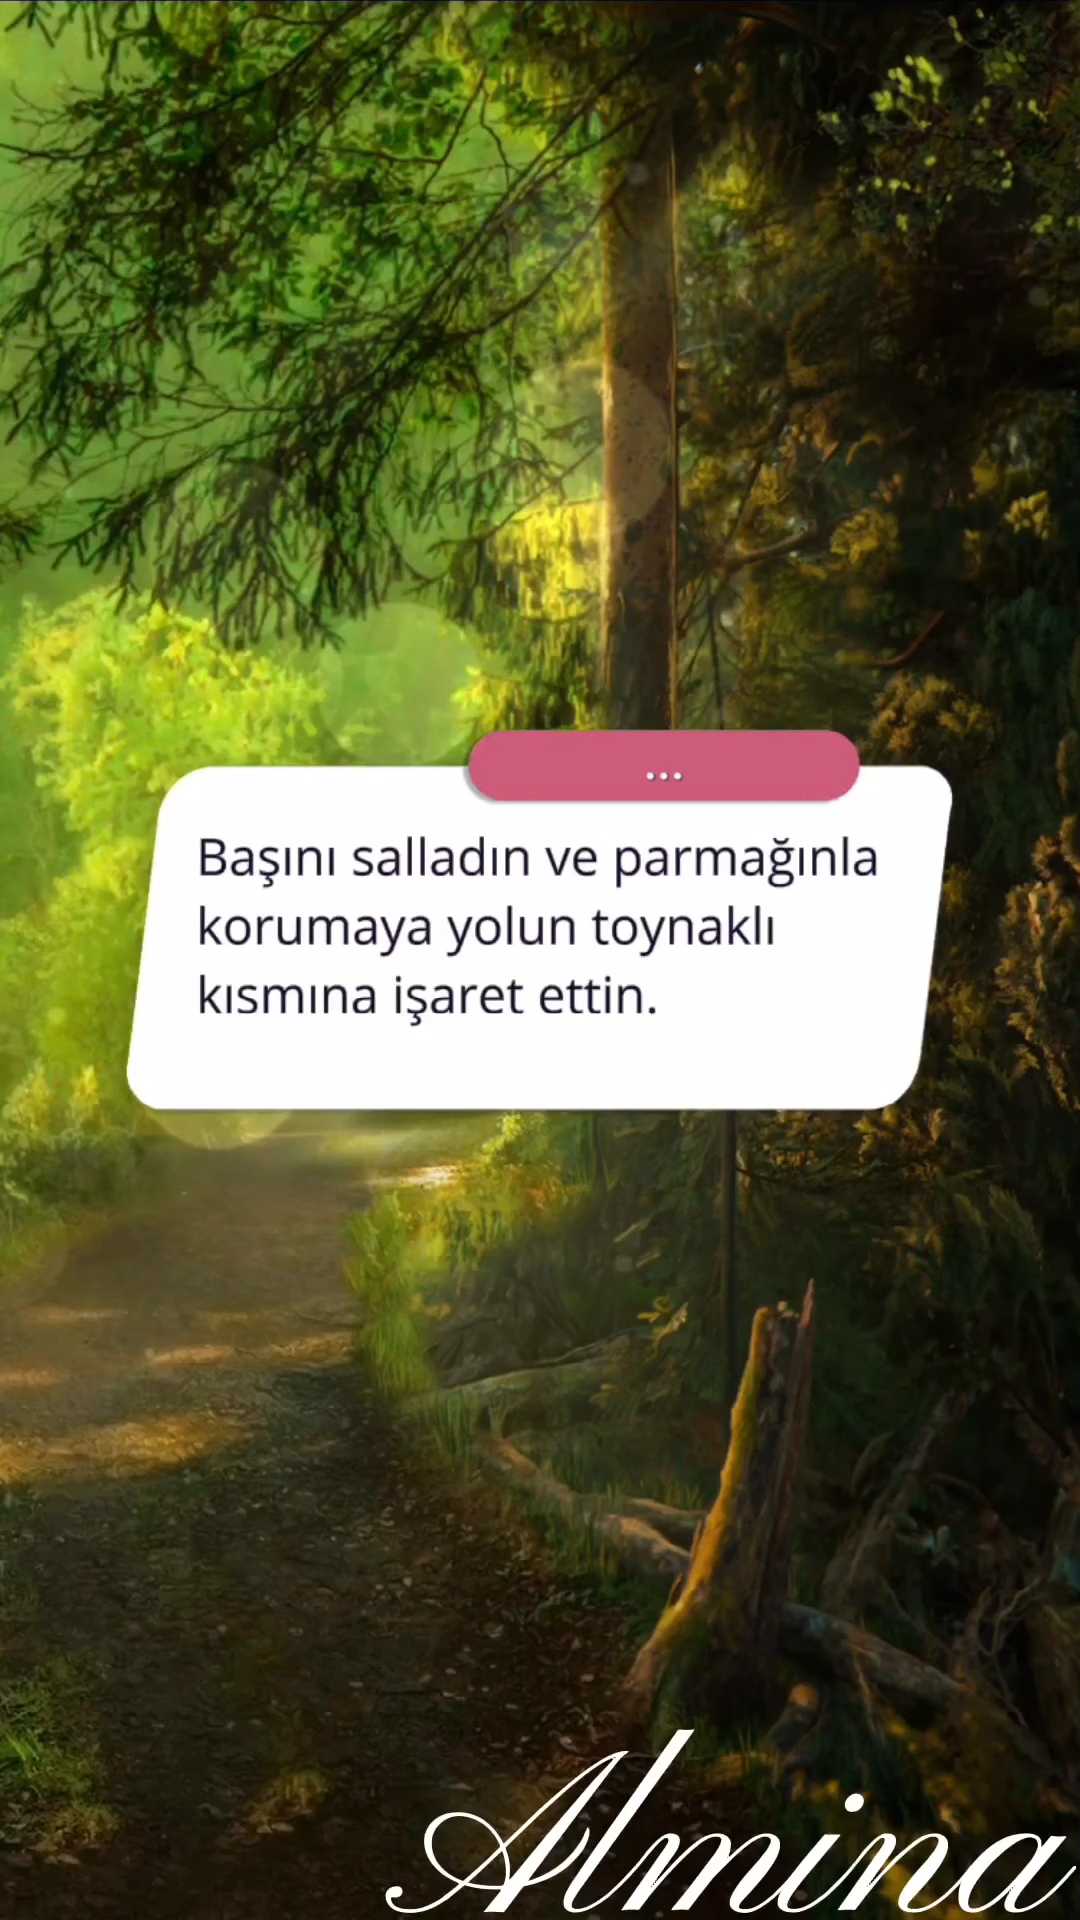 ...
Başını salladın ve parmağınla
korumaya yolun toynaklı
kısmına işaret ettin.
Almina